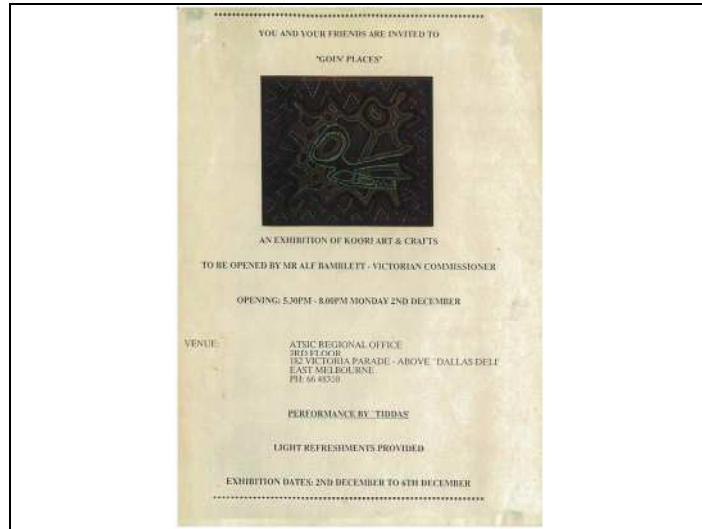 YOU AND YOUR FRIENDS ARE INVITED TO
"GOIN' PLACES"
AN EXHIBITION OF KOORI ART & CRAFTS
TO BE OPENED BY MR ALF BAMBLETT - VICTORIAN COMMISSIONER
OPENING: 5.30PM - 8.00PM MONDAY 2ND DECEMBER
VENUE: ATSIC REGIONAL OFFICE
3RD FLOOR
182 VICTORIA PARADE - ABOVE "DALLAS DELI'
EAST MELBOURNE
PH:
PERFORMANCE BY 'TIDDAS'
LIGHT REFRESHMENTS PROVIDED
EXHIBITION DATES: 2ND DECEMBER TO 6TH DECEMBER